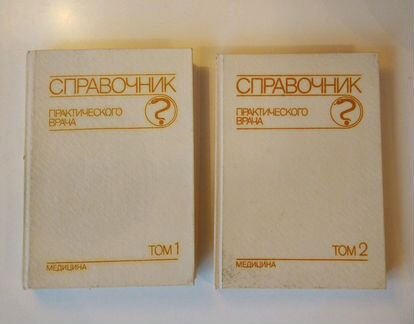 СПРАВОЧНИК
ПРАКТИЧЕСКОГО
ВРАЧА
ТОМ 1
МЕДИЦИНА
СПРАВОЧНИК
ПРАКТИЧЕСКОГО
ВРАЧА
ТОМ 2
МЕДИЦИНА